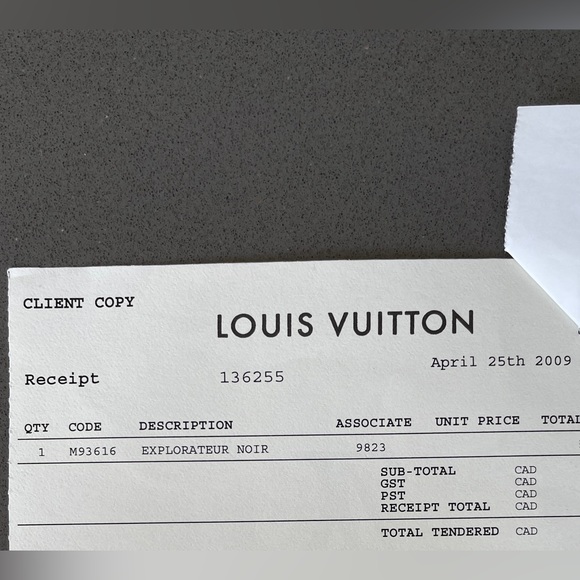 CLIENT COPY
LOUIS VUITTON
April 25th 2009
Receipt 136255
QTY CODE DESCRIPTION ASSOCIATE UNIT PRICE TOTAL
1 M93616 EXPLORATEUR NOIR 9823
SUB-TOTAL CAD
GST CAD
PST CAD
RECEIPT TOTAL CAD
TOTAL TENDERED CAD